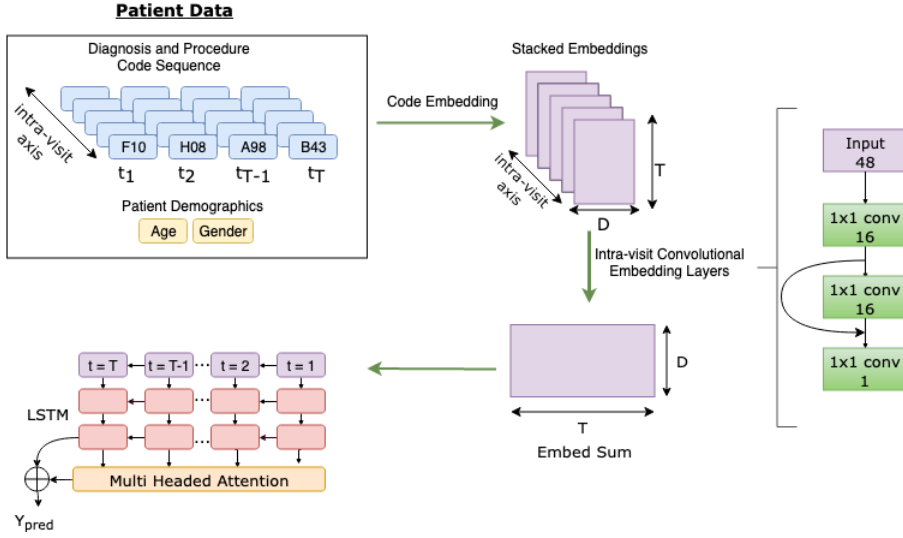 Patient Data
Diagnosis and Procedure
Code Sequence
intra-visit
axis
F10 H08 A98 B43
t1 t2 tT-1 tT
Patient Demographics
Age Gender
Code Embedding
Stacked Embeddings
intra-visit
axis
T
D
Intra-visit Convolutional
Embedding Layers
Input
48
1x1 conv
16
1x1 conv
16
1x1 conv
1
D
T
Embed Sum
t = T t = T-1 ... t = 2 t = 1
...
LSTM
...
Multi Headed Attention
Ypred